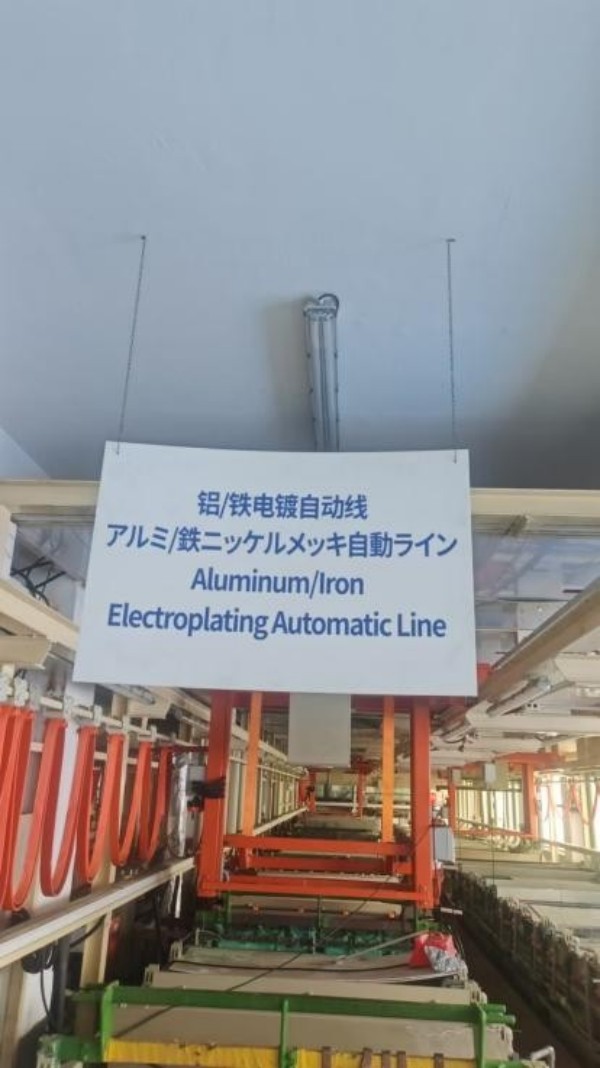 铝/铁电镀自动线
アルミ/鉄ニッケルメッキ自動ライン
Aluminum/Iron
Electroplating Automatic Line